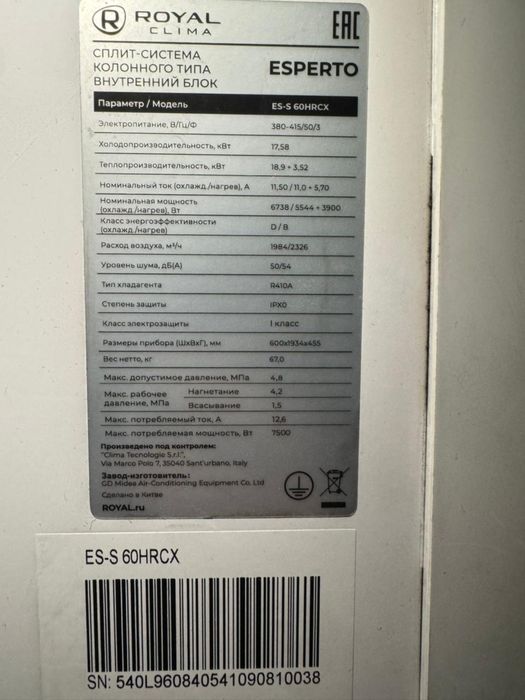 ROYAL
CLIMA
EAC
СПЛИТ-СИСТЕМА
КОЛОННОГО ТИПА
ВНУТРЕННИЙ БЛОК
ESPERTO
Параметр / Модель ES-S 60HRCX
Электропитание, В/Гц/Ф 380-415/50/3
Холодопроизводительность, кВт 17,58
Теплопроизводительность, кВт 18,9 + 3,52
Номинальный ток (охлажд./нагрев), А 11,50 / 11,0 + 5,70
Номинальная мощность
(охлажд./нагрев), Вт 6738 / 5544 + 3900
Класс энергоэффективности
(охлажд./нагрев) D / B
Расход воздуха, м³/ч 1984/2326
Уровень шума, дБ(А) 50/54
Тип хладагента R410A
Степень защиты IPX0
Класс электрозащиты I класс
Размеры прибора (ШхВхГ), мм 600x1934x455
Вес нетто, кг 67,0
Макс. допустимое давление, МПа 4,8
Макс. рабочее давление, МПа Нагнетание 4,2
Всасывание 1,5
Макс. потребляемый ток, А 12,6
Макс. потребляемая мощность, Вт 7500
Произведено под контролем:
"Clima Tecnologie S.r.l.",
Via Marco Polo 7, 35040 Sant'urbano, Italy
Завод-изготовитель:
GD Midea Air-Conditioning Equipment Co. Ltd
Сделано в Китае
ROYAL.ru
ES-S 60HRCX
SN: 540L960840541090810038